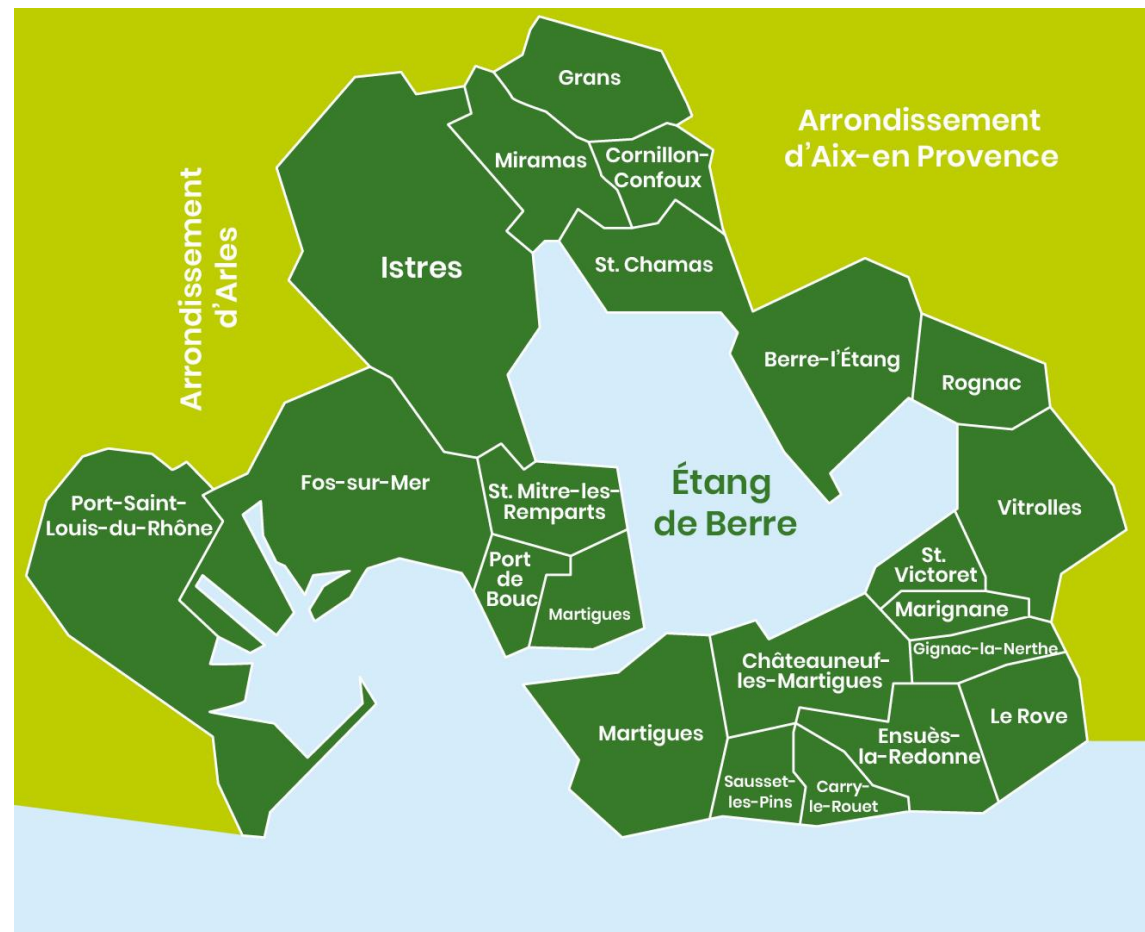 Grans
Arrondissement
d'Aix-en Provence
Miramas
Cornillon-
Confoux
Arrondissement
d'Arles
Istres
St. Chamas
Berre-l'Étang
Rognac
Fos-sur-Mer
St. Mitre-les-
Remparts
Étang
de Berre
Port-Saint-
Louis-du-Rhône
Vitrolles
Port
de
Bouc
Martigues
St.
Victoret
Marignane
Gignac-la-Nerthe
Châteauneuf-
les-Martigues
Martigues
Le Rove
Ensuès-
la-Redonne
Sausset-
les-Pins
Carry-
le-Rouet